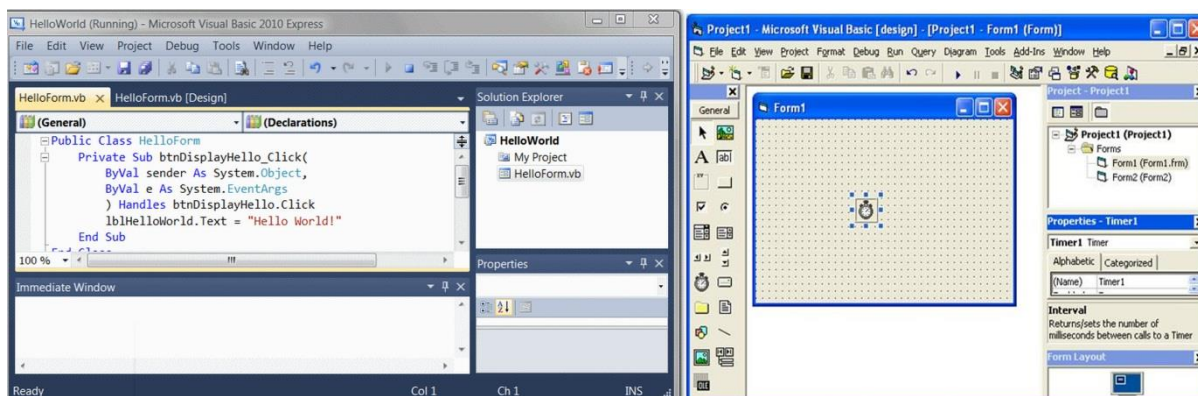 HelloWorld (Running) - Microsoft Visual Basic 2010 Express
File Edit View Project Debug Tools Window Help
HelloForm.vb HelloForm.vb [Design]
(General) (Declarations)
Public Class HelloForm
Private Sub btnDisplayHello_Click(
ByVal sender As System.Object,
ByVal e As System.EventArgs
) Handles btnDisplayHello.Click
lblHelloWorld.Text = "Hello World!"
End Sub
End Class
100 %
Solution Explorer
HelloWorld
My Project
HelloForm.vb
Properties
Immediate Window
Ready Col 1 Ch 1 INS
Project1 - Microsoft Visual Basic [design] - [Project1 - Form1 (Form)]
File Edit View Project Format Debug Run Query Diagram Tools Add-Ins Window Help
General
A ab
OLE
Form1
Project - Project1
Project1 (Project1)
Forms
Form1 (Form1.frm)
Form2 (Form2)
Properties - Timer1
Timer1 Timer
Alphabetic Categorized
(Name) Timer1
Interval
Returns/sets the number of
milliseconds between calls to a Timer
Form Layout